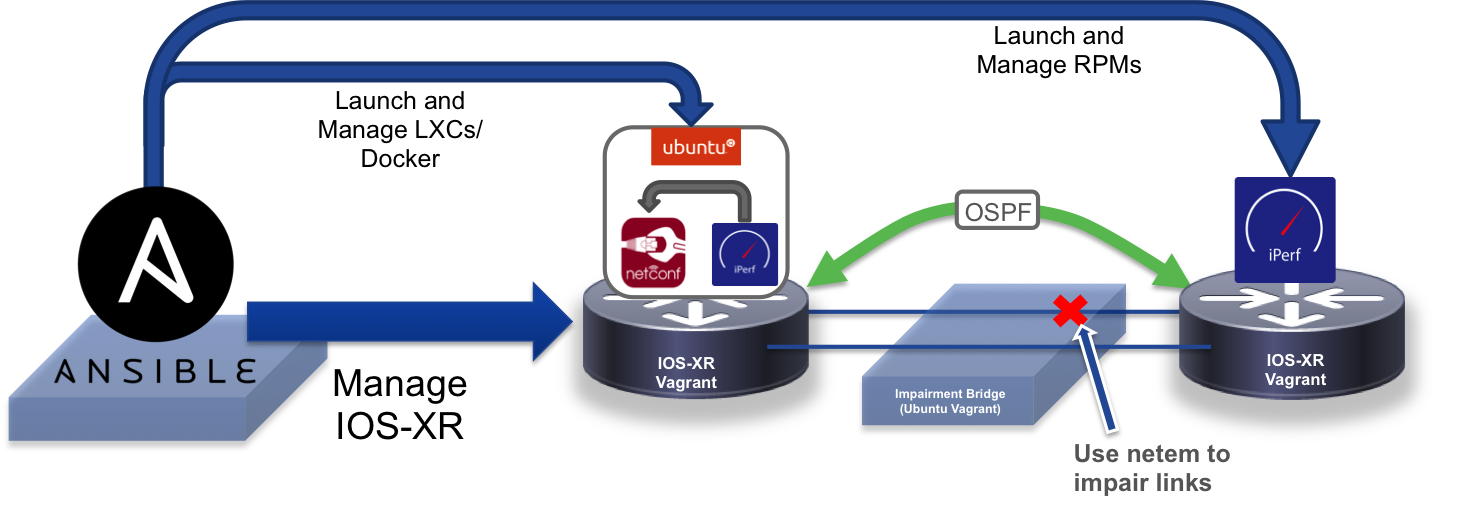 Launch and
Manage RPMs
Launch and
Manage LXCs/
Docker
ubuntu
netconf
iPerf
OSPF
iPerf
ANSIBLE
Manage
IOS-XR
IOS-XR
Vagrant
IOS-XR
Vagrant
Impairment Bridge
(Ubuntu Vagrant)
Use netem to
impair links